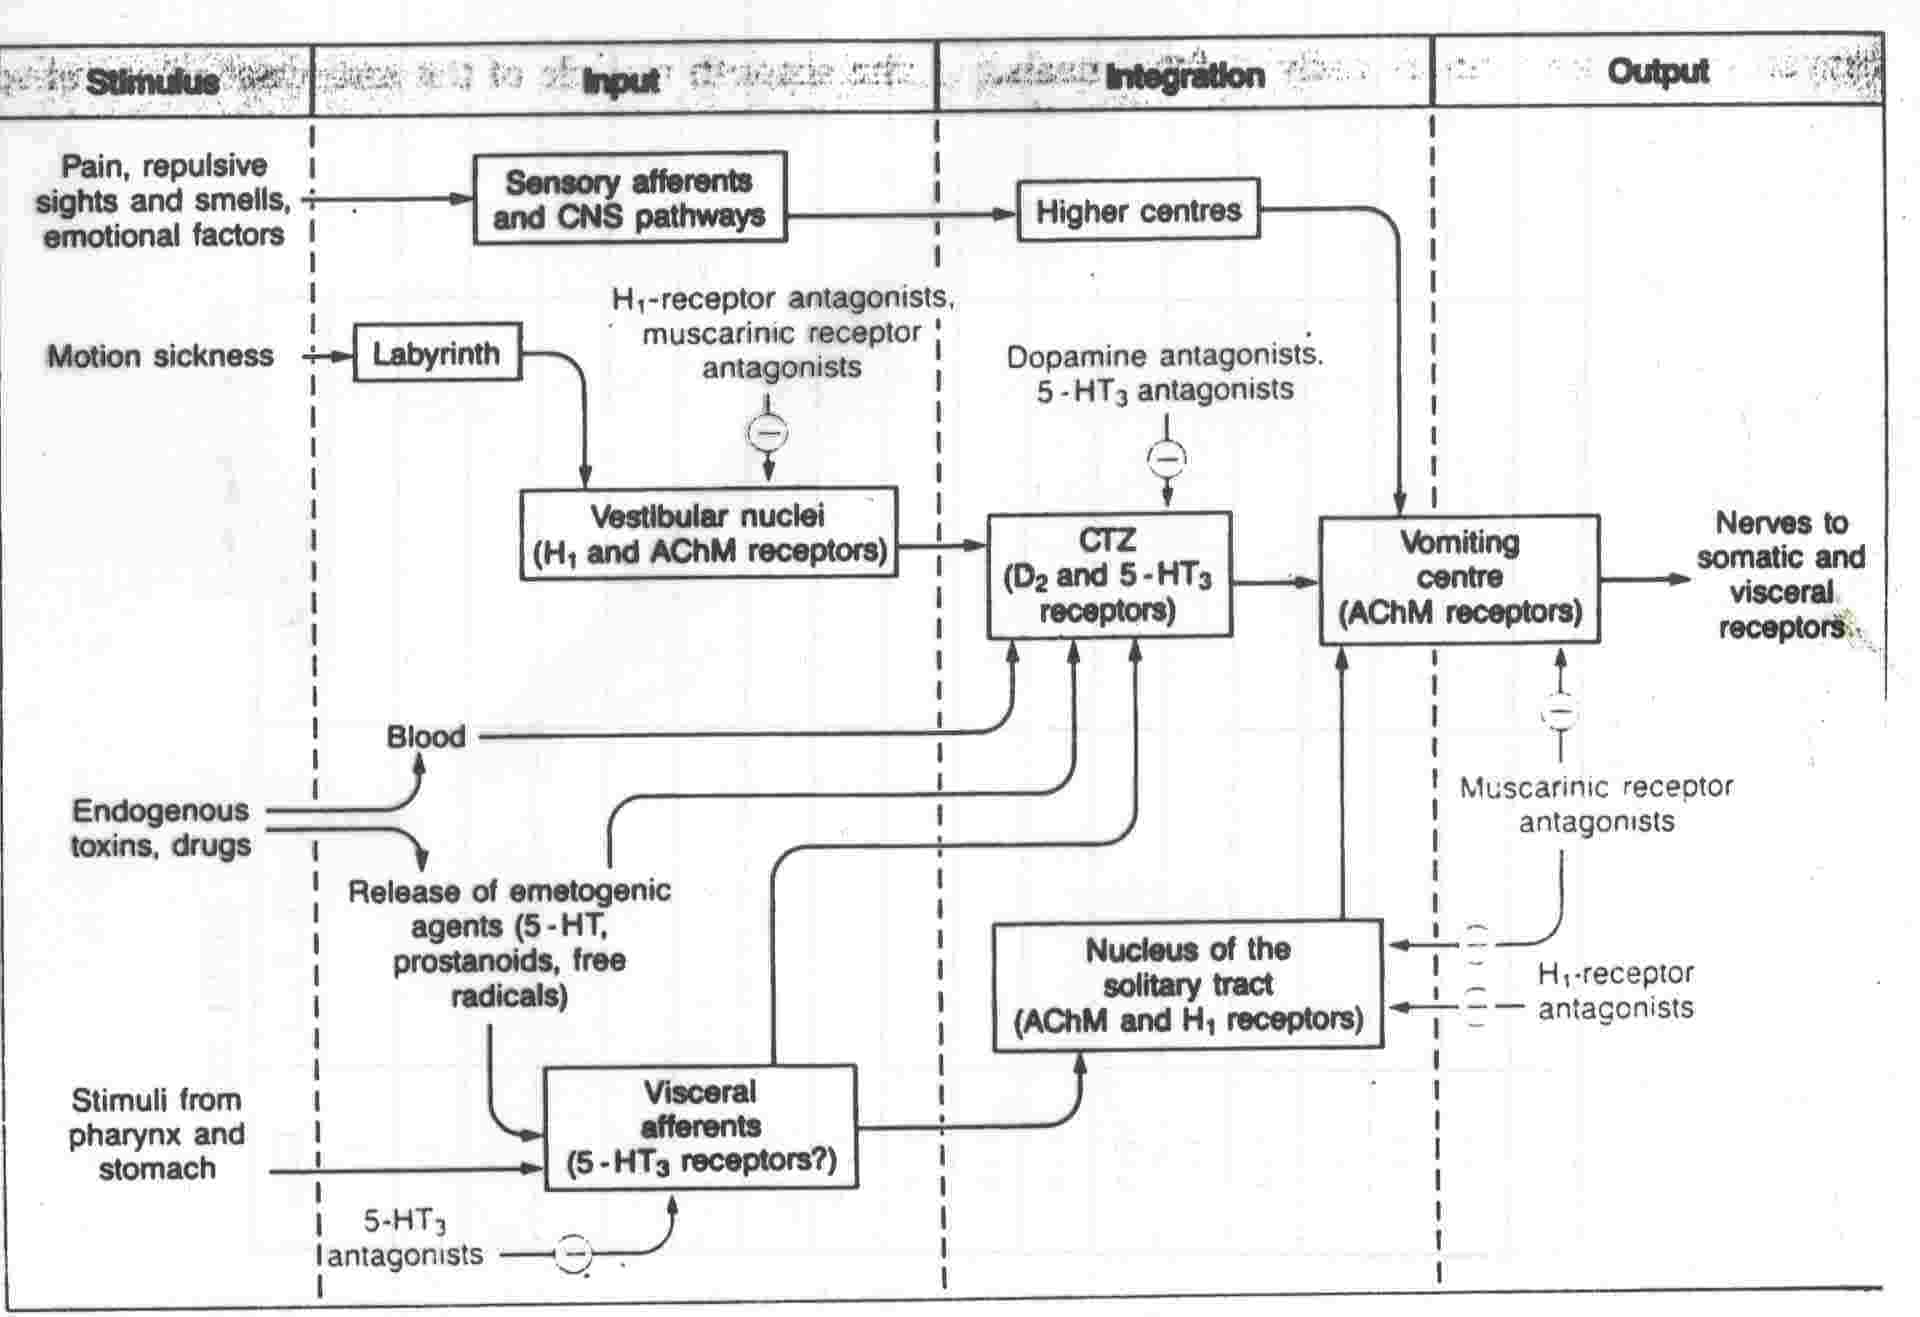 Stimulus
Input
Integration
Output
Pain, repulsive
sights and smells,
emotional factors
Sensory afferents
and CNS pathways
Higher centres
H₁-receptor antagonists,
muscarinic receptor
antagonists
Motion sickness
Labyrinth
Dopamine antagonists.
5-HT₃ antagonists
Vestibular nuclei
(H₁ and AChM receptors)
CTZ
(D₂ and 5-HT₃
receptors)
Vomiting
centre
(AChM receptors)
Nerves to
somatic and
visceral
receptors
Blood
Endogenous
toxins, drugs
Muscarinic receptor
antagonists
Release of emetogenic
agents (5-HT,
prostanoids, free
radicals)
Nucleus of the
solitary tract
(AChM and H₁ receptors)
H₁-receptor
antagonists
Stimuli from
pharynx and
stomach
Visceral
afferents
(5-HT₃ receptors?)
5-HT₃
antagonists